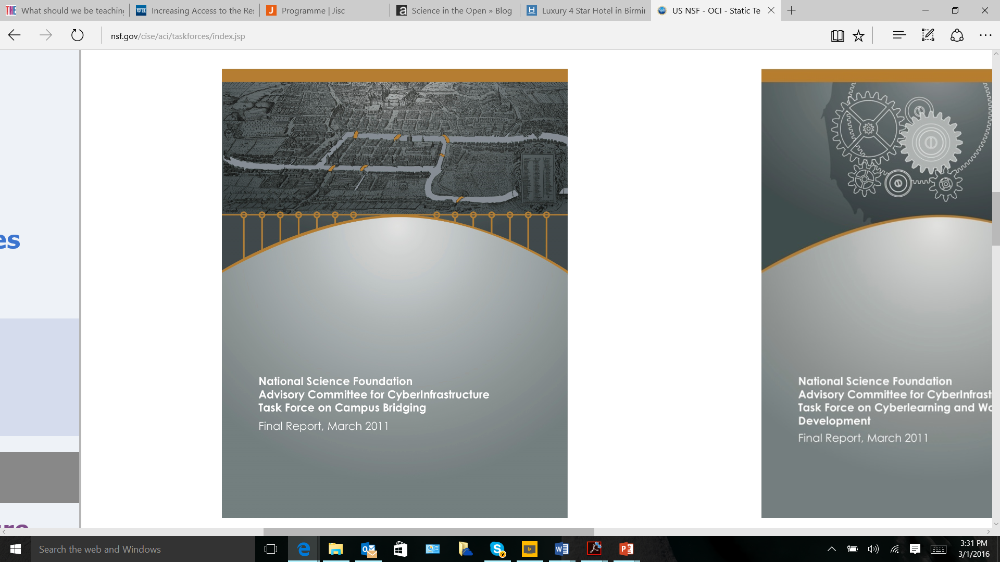 THE What should we be teaching
WH Increasing Access to the Res
J Programme | Jisc
a Science in the Open » Blog
H Luxury 4 Star Hotel in Birmin
US NSF - OCI - Static Te
nsf.gov/cise/aci/taskforces/index.jsp
es
National Science Foundation
Advisory Committee for CyberInfrastructure
Task Force on Campus Bridging
Final Report, March 2011
National Science Foundation
Advisory Committee for CyberInfrast
Task Force on Cyberlearning and Wo
Development
Final Report, March 2011
Search the web and Windows
9
3:31 PM
3/1/2016